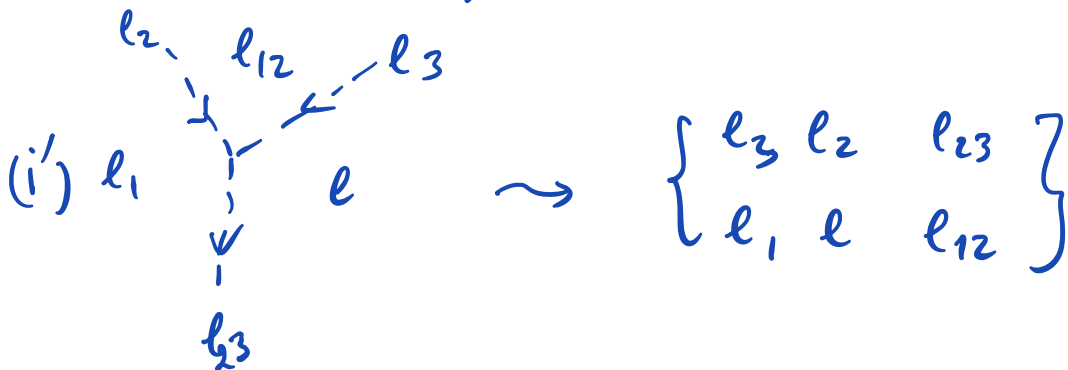 ℓ₂ ℓ₁₂ ℓ₃
(i′) ℓ₁ ℓ ⇝ { ℓ₃ ℓ₂ ℓ₂₃
ℓ₁ ℓ ℓ₁₂ }
ℓ₂₃